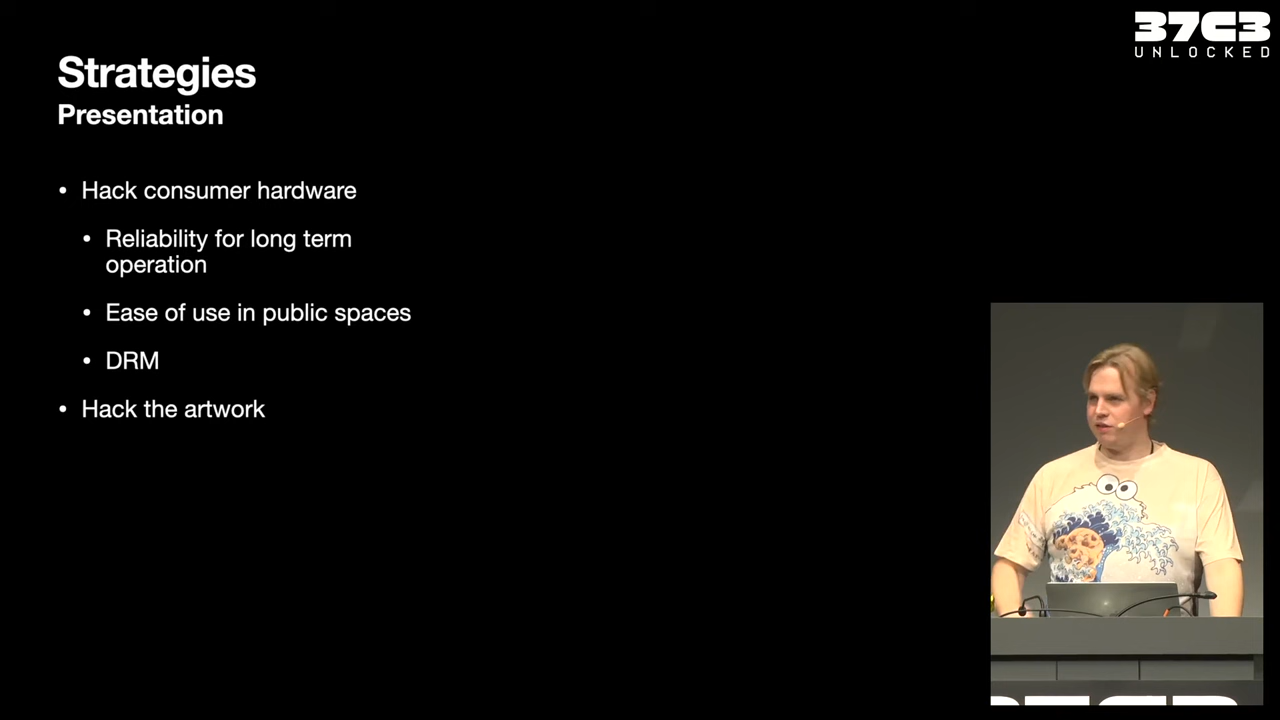 37C3
UNLOCKED
Strategies
Presentation
• Hack consumer hardware
• Reliability for long term
operation
• Ease of use in public spaces
• DRM
• Hack the artwork